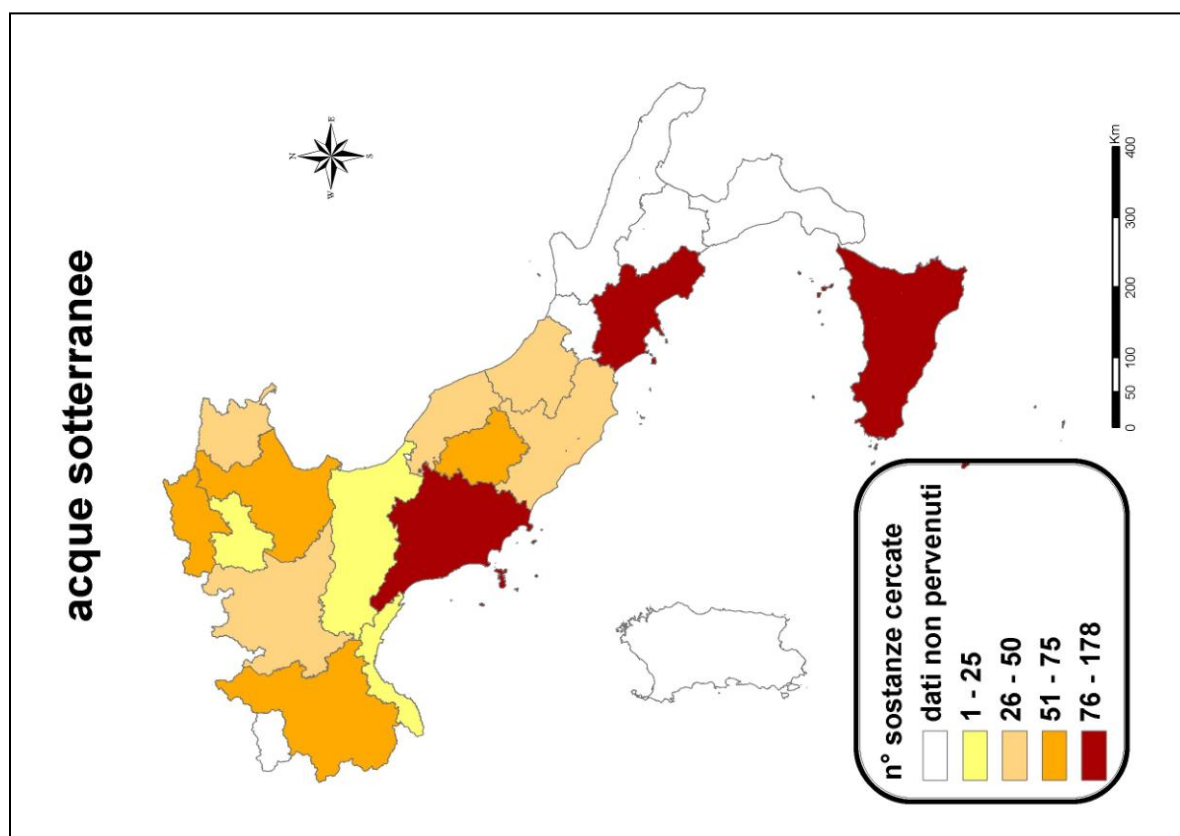 acque sotterranee
N
W
E
S
Km
0
50
100
200
300
400
n° sostanze cercate
dati non pervenuti
1 - 25
26 - 50
51 - 75
76 - 178